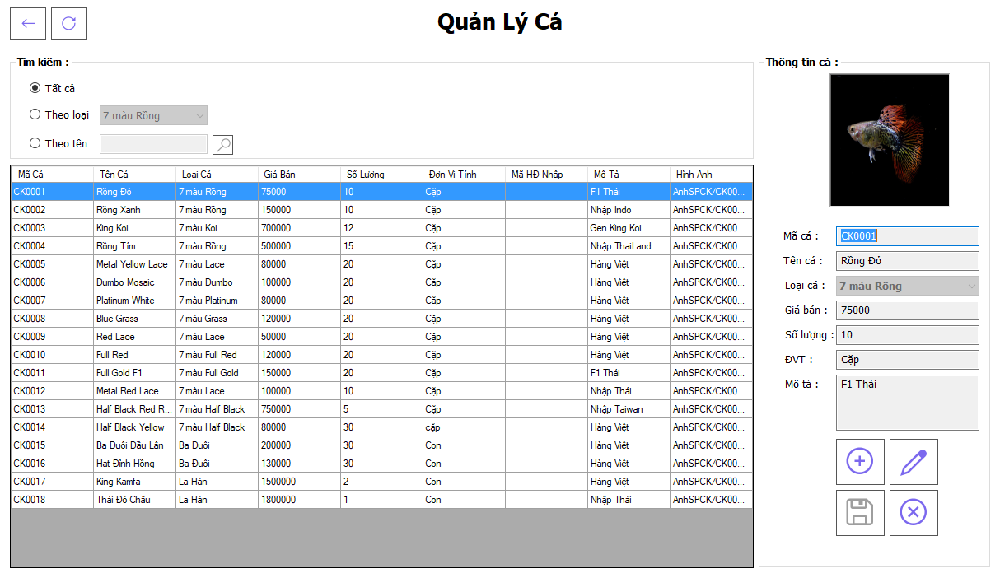 Quản Lý Cá
Tìm kiếm :
Tất cả
Theo loại 7 màu Rồng
Theo tên
Mã Cá Tên Cá Loại Cá Giá Bán Số Lượng Đơn Vị Tính Mã HĐ Nhập Mô Tả Hình Ảnh
CK0001 Rồng Đỏ 7 màu Rồng 75000 10 Cặp F1 Thái AnhSPCK/CK00...
CK0002 Rồng Xanh 7 màu Rồng 150000 10 Cặp Nhập Indo AnhSPCK/CK00...
CK0003 King Koi 7 màu Koi 700000 12 Cặp Gen King Koi AnhSPCK/CK00...
CK0004 Rồng Tím 7 màu Rồng 500000 15 Cặp Nhập ThaiLand AnhSPCK/CK00...
CK0005 Metal Yellow Lace 7 màu Lace 80000 20 Cặp Hàng Việt AnhSPCK/CK00...
CK0006 Dumbo Mosaic 7 màu Dumbo 100000 20 Cặp Hàng Việt AnhSPCK/CK00...
CK0007 Platinum White 7 màu Platinum 80000 20 Cặp Hàng Việt AnhSPCK/CK00...
CK0008 Blue Grass 7 màu Grass 120000 20 Cặp Hàng Việt AnhSPCK/CK00...
CK0009 Red Lace 7 màu Lace 50000 20 Cặp Hàng Việt AnhSPCK/CK00...
CK0010 Full Red 7 màu Full Red 120000 20 Cặp Hàng Việt AnhSPCK/CK00...
CK0011 Full Gold F1 7 màu Full Gold 150000 20 Cặp F1 Thái AnhSPCK/CK00...
CK0012 Metal Red Lace 7 màu Lace 100000 10 Cặp Nhập Thái AnhSPCK/CK00...
CK0013 Half Black Red R... 7 màu Half Black 750000 5 Cặp Nhập Taiwan AnhSPCK/CK00...
CK0014 Half Black Yellow 7 màu Half Black 80000 30 cặp Hàng Việt AnhSPCK/CK00...
CK0015 Ba Đuôi Đầu Lân Ba Đuôi 200000 30 Con Hàng Việt AnhSPCK/CK00...
CK0016 Hạt Đỉnh Hồng Ba Đuôi 130000 30 Con Hàng Việt AnhSPCK/CK00...
CK0017 King Kamfa La Hán 1500000 2 Con Hàng Việt AnhSPCK/CK00...
CK0018 Thái Đỏ Châu La Hán 1800000 1 Con Nhập Thái AnhSPCK/CK00...
Thông tin cá :
Mã cá : CK0001
Tên cá : Rồng Đỏ
Loại cá : 7 màu Rồng
Giá bán : 75000
Số lượng : 10
ĐVT : Cặp
Mô tả : F1 Thái